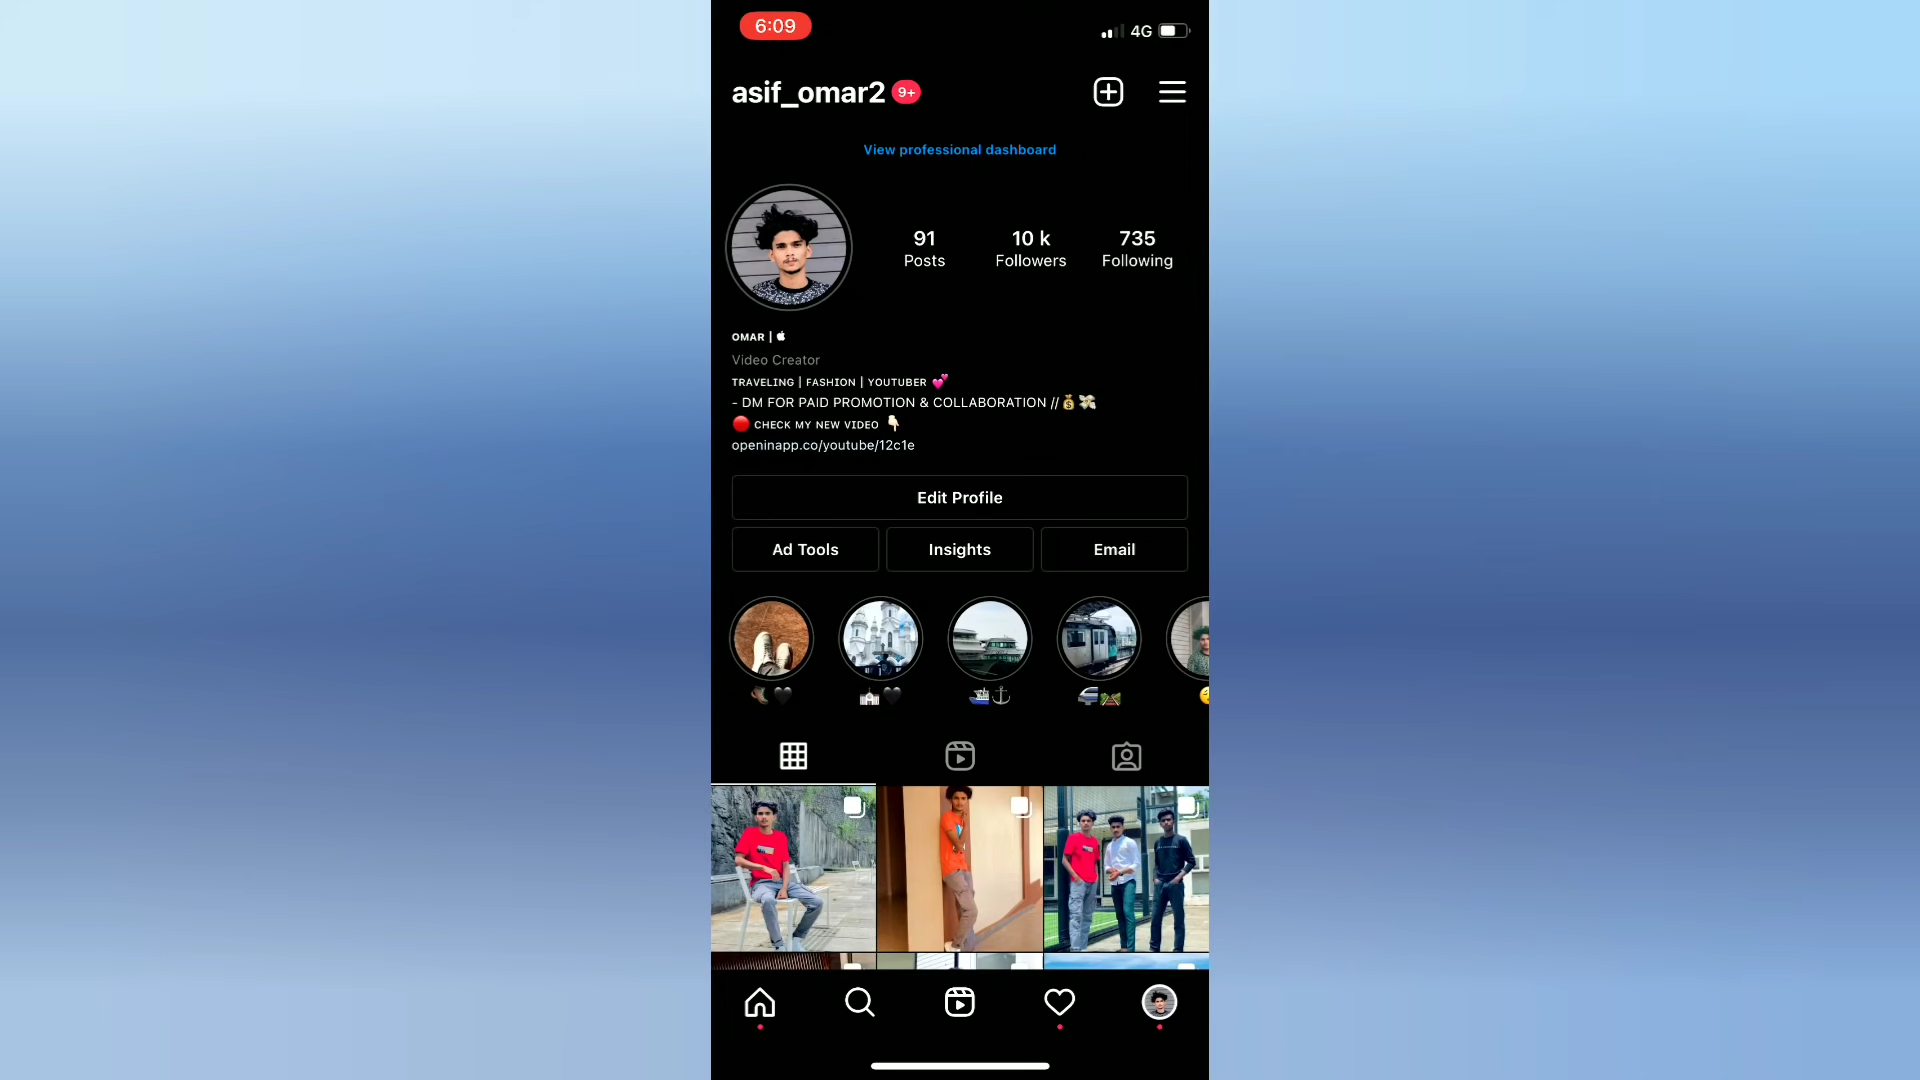 6:09
4G
asif_omar2 9+
View professional dashboard
91
Posts
10 k
Followers
735
Following
OMAR |
Video Creator
TRAVELING | FASHION | YOUTUBER 💕
- DM FOR PAID PROMOTION & COLLABORATION //💰💸
🔴 CHECK MY NEW VIDEO 👇🏻
openinapp.co/youtube/12c1e
Edit Profile
Ad Tools
Insights
Email